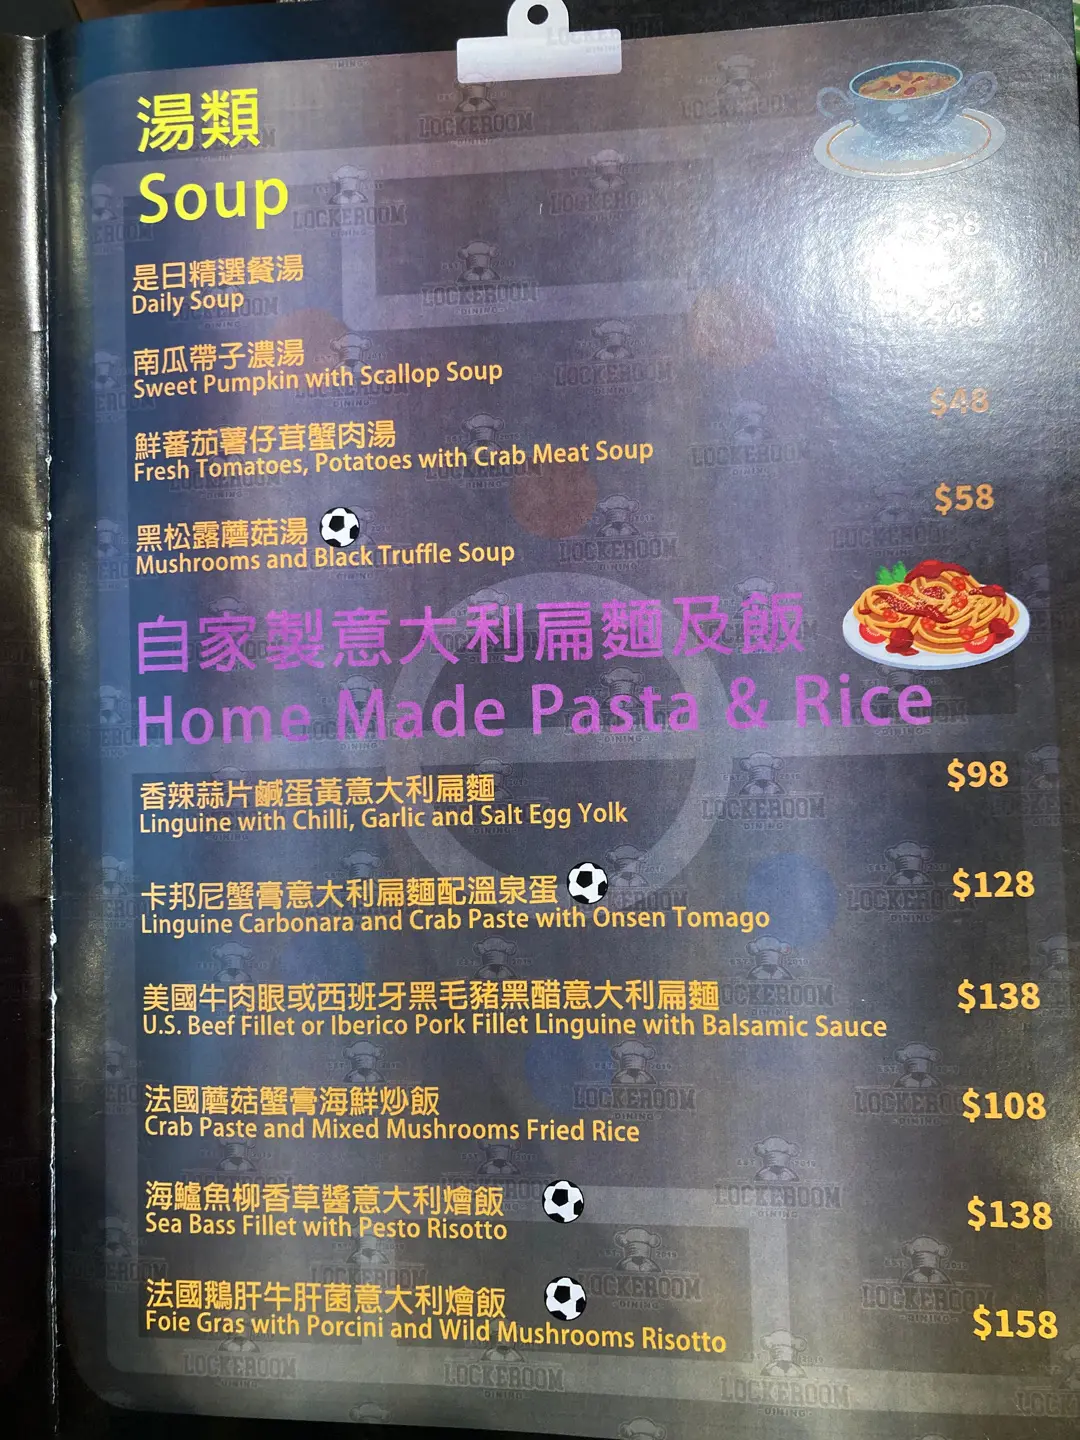 湯類
Soup
是日精選餐湯
Daily Soup
$38
南瓜帶子濃湯
Sweet Pumpkin with Scallop Soup
$48
鮮蕃茄薯仔茸蟹肉湯
Fresh Tomatoes, Potatoes with Crab Meat Soup
$48
黑松露蘑菇湯
Mushrooms and Black Truffle Soup
$58
自家製意大利扁麵及飯
Home Made Pasta & Rice
香辣蒜片鹹蛋黃意大利扁麵
Linguine with Chilli, Garlic and Salt Egg Yolk
$98
卡邦尼蟹膏意大利扁麵配溫泉蛋
Linguine Carbonara and Crab Paste with Onsen Tomago
$128
美國牛肉眼或西班牙黑毛豬黑醋意大利扁麵
U.S. Beef Fillet or Iberico Pork Fillet Linguine with Balsamic Sauce
$138
法國蘑菇蟹膏海鮮炒飯
Crab Paste and Mixed Mushrooms Fried Rice
$108
海鱸魚柳香草醬意大利燴飯
Sea Bass Fillet with Pesto Risotto
$138
法國鵝肝牛肝菌意大利燴飯
Foie Gras with Porcini and Wild Mushrooms Risotto
$158
LOCKEROOM
DINING